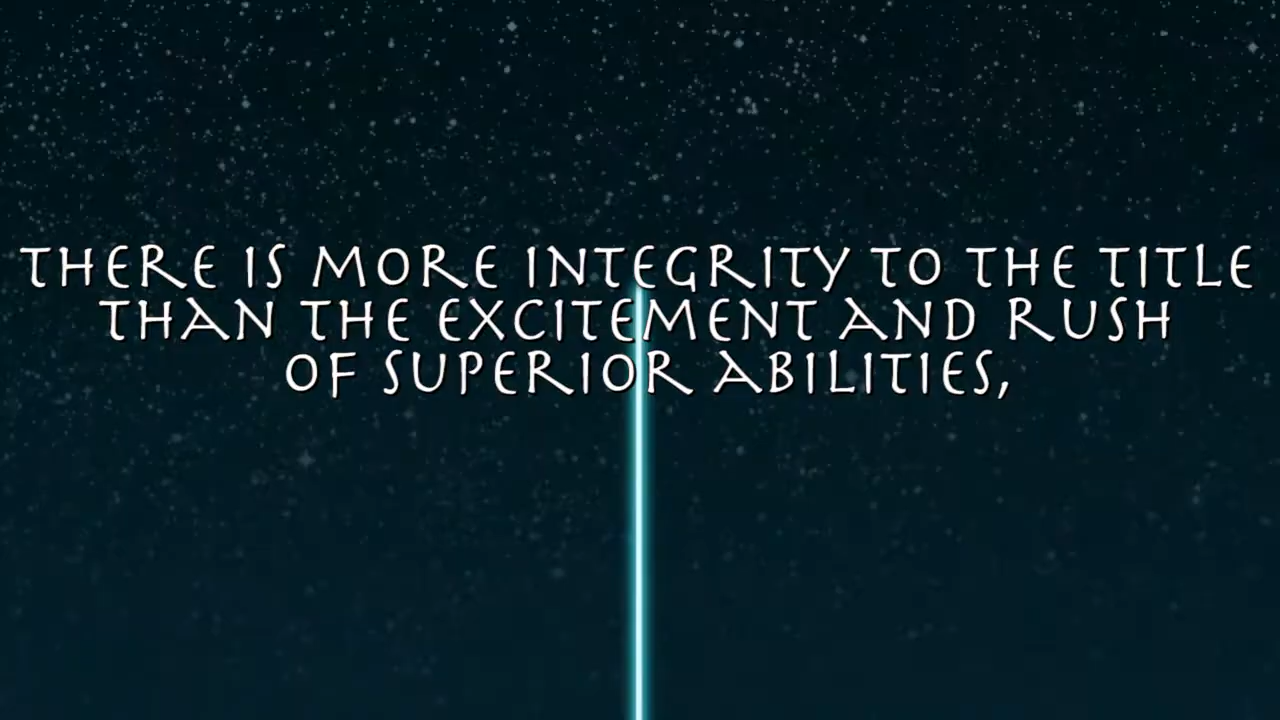 THERE IS MORE INTEGRITY TO THE TITLE
THAN THE EXCITEMENT AND RUSH
OF SUPERIOR ABILITIES,